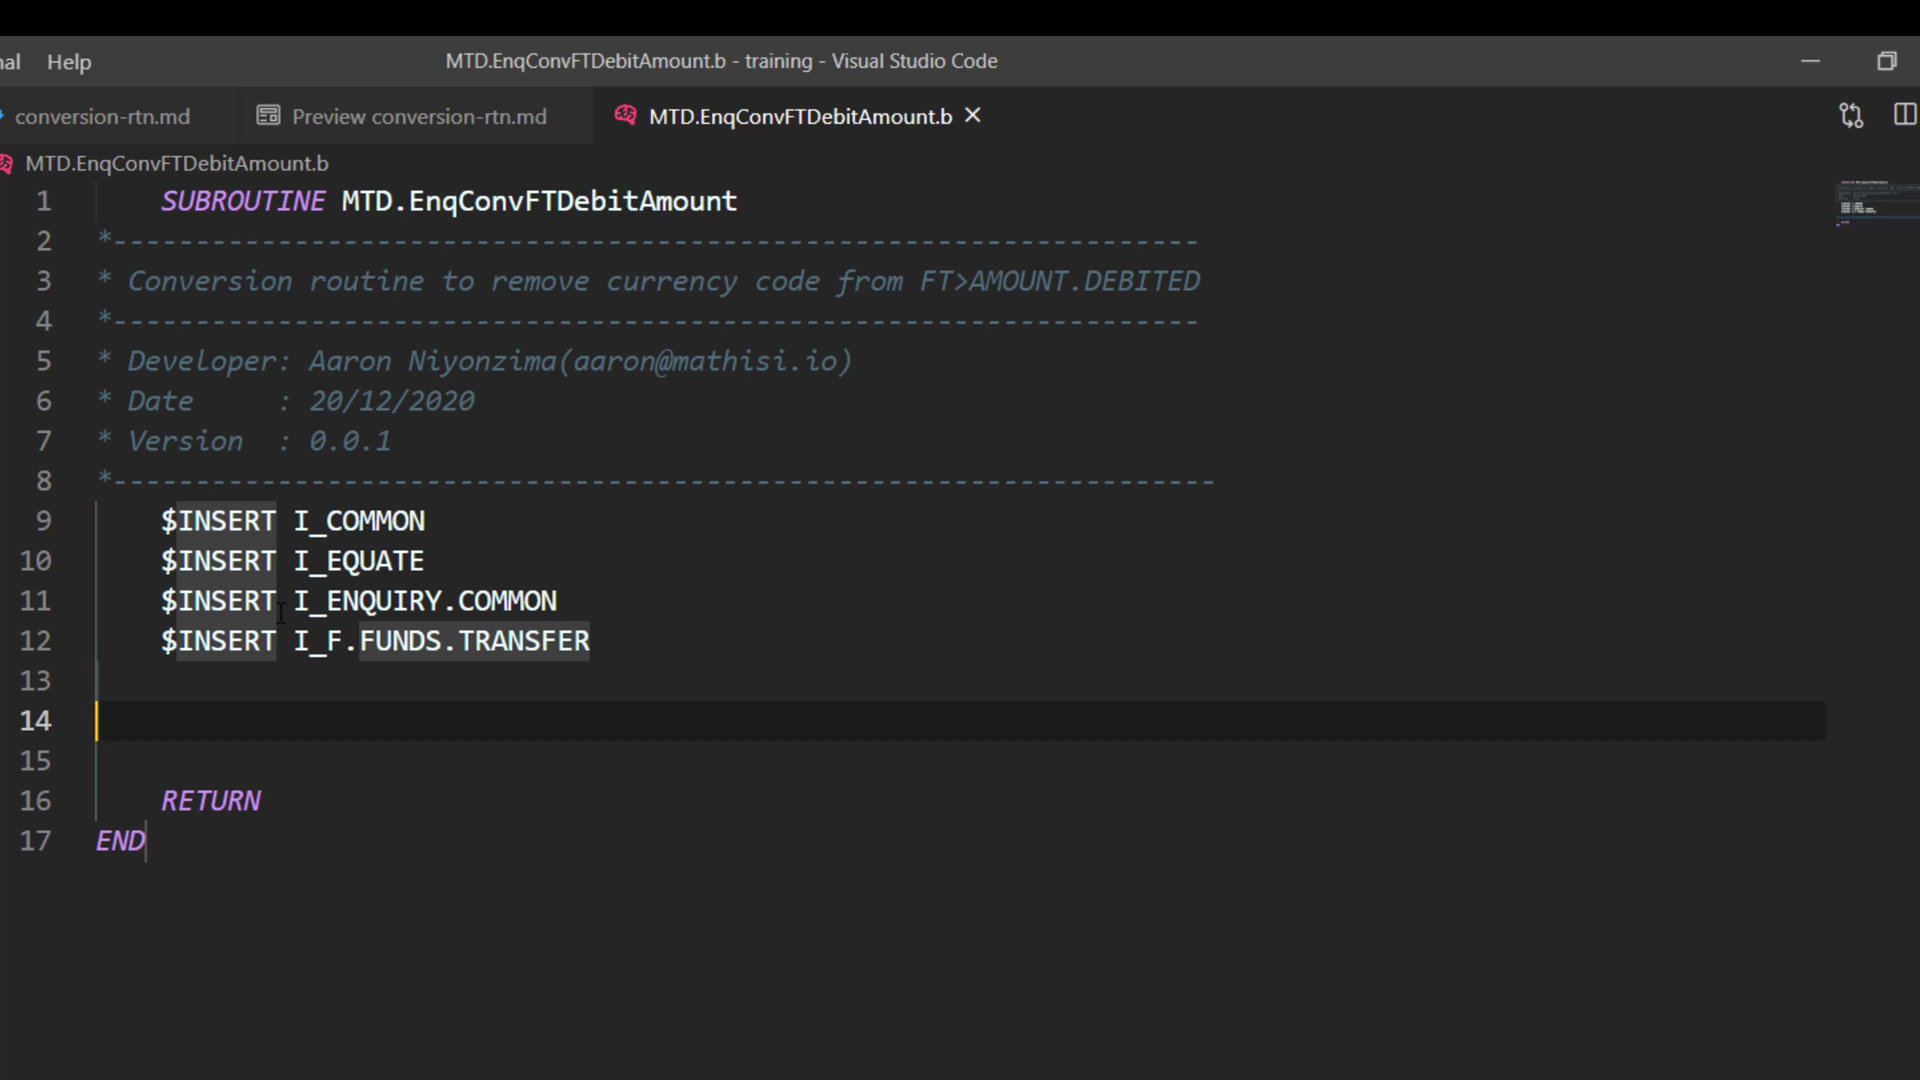 nal Help MTD.EnqConvFTDebitAmount.b - training - Visual Studio Code
conversion-rtn.md Preview conversion-rtn.md MTD.EnqConvFTDebitAmount.b
MTD.EnqConvFTDebitAmount.b
1 SUBROUTINE MTD.EnqConvFTDebitAmount
2 *------------------------------------------------------------------
3 * Conversion routine to remove currency code from FT>AMOUNT.DEBITED
4 *------------------------------------------------------------------
5 * Developer: Aaron Niyonzima(aaron@mathisi.io)
6 * Date : 20/12/2020
7 * Version : 0.0.1
8 *-------------------------------------------------------------------
9 $INSERT I_COMMON
10 $INSERT I_EQUATE
11 $INSERT I_ENQUIRY.COMMON
12 $INSERT I_F.FUNDS.TRANSFER
13
14
15
16 RETURN
17 END